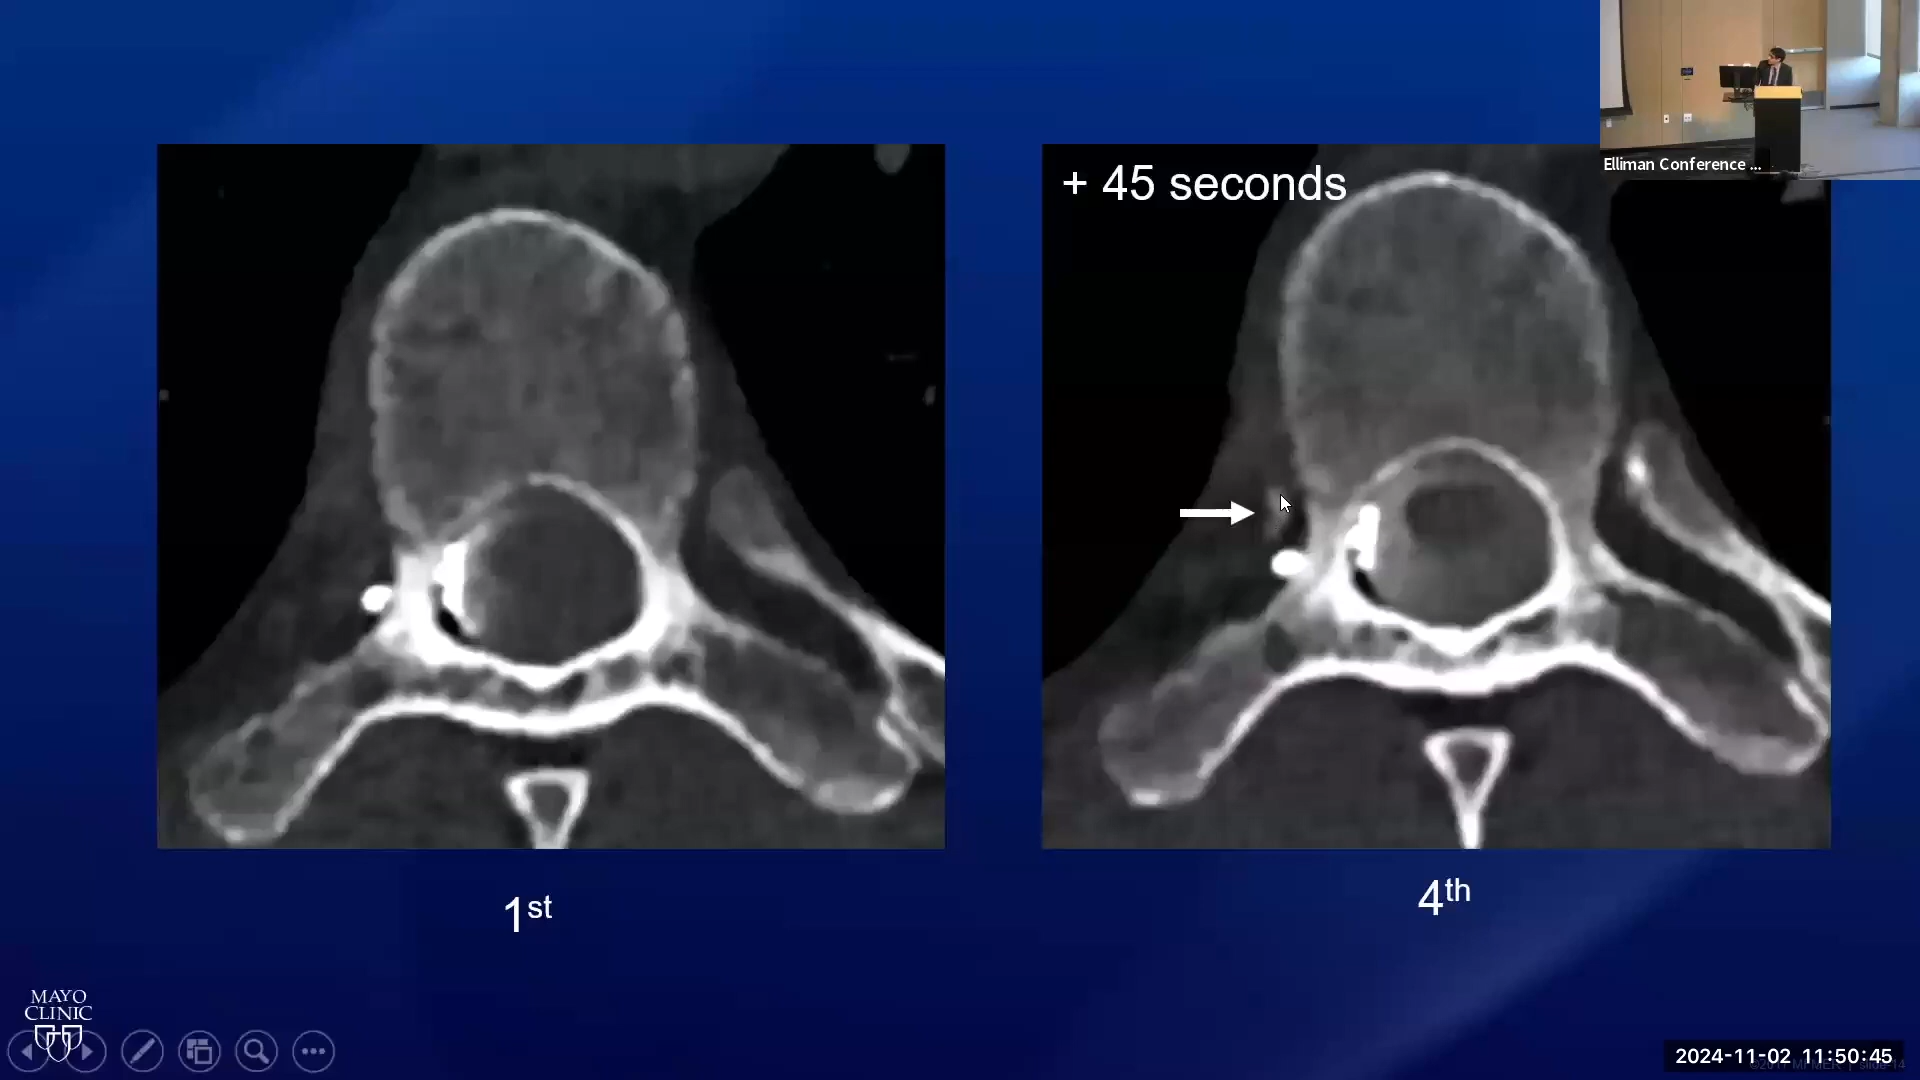 + 45 seconds
Elliman Conference ...
1st
4th
MAYO
CLINIC
2024-11-02 11:50:45